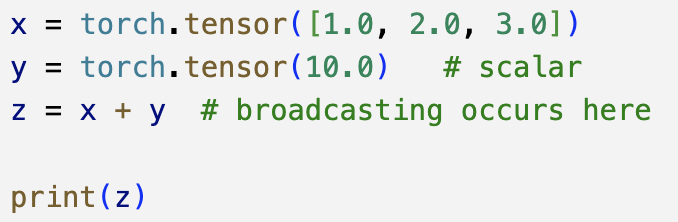 x = torch.tensor([1.0, 2.0, 3.0])
y = torch.tensor(10.0)   # scalar
z = x + y  # broadcasting occurs here
print(z)